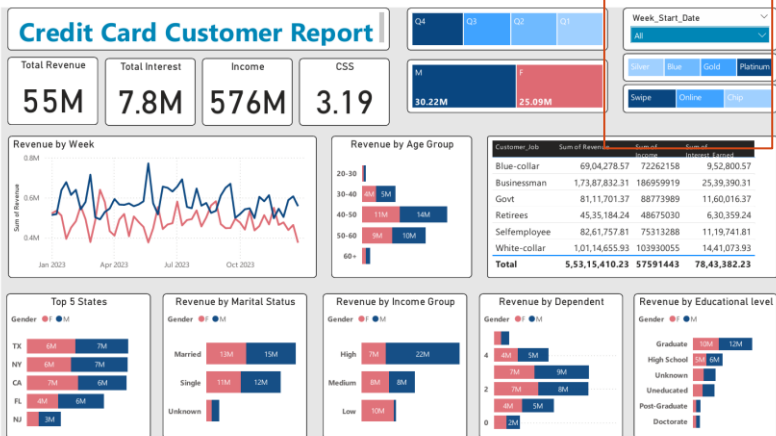 Credit Card Customer Report
Q4 Q3 Q2 Q1
Week_Start_Date
All
Silver Blue Gold Platinum
Swipe Online Chip
Total Revenue
55M
Total Interest
7.8M
Income
576M
CSS
3.19
M
30.22M
F
25.09M
Revenue by Week
Sum of Revenue
0.8M
0.6M
0.4M
Jan 2023 Apr 2023 Jul 2023 Oct 2023
Revenue by Age Group
20-30
30-40 4M 5M
40-50 11M 14M
50-60 9M 10M
60+
Customer_Job Sum of Revenue Sum of Income Sum of Interest_Earned
Blue-collar 69,04,278.57 72262158 9,52,800.57
Businessman 1,73,87,832.31 186959919 25,39,390.31
Govt 81,11,701.37 88773989 11,60,016.37
Retirees 45,35,184.24 48675030 6,30,359.24
Selfemployee 82,61,757.81 75313288 11,19,741.81
White-collar 1,01,14,655.93 103930055 14,41,073.93
Total 5,53,15,410.23 57591443 78,43,382.23
Top 5 States
Gender F M
TX 6M 7M
NY 6M 7M
CA 7M 6M
FL 4M 6M
NJ 3M
Revenue by Marital Status
Gender F M
Married 13M 15M
Single 11M 12M
Unknown
Revenue by Income Group
Gender F M
High 7M 22M
Medium 8M 8M
Low 10M
Revenue by Dependent
Gender F M
4 4M 5M
7M 9M
2 7M 8M
4M 5M
0 2M
Revenue by Educational level
Gender F M
Graduate 10M 12M
High School 5M 6M
Unknown
Uneducated
Post-Graduate
Doctorate